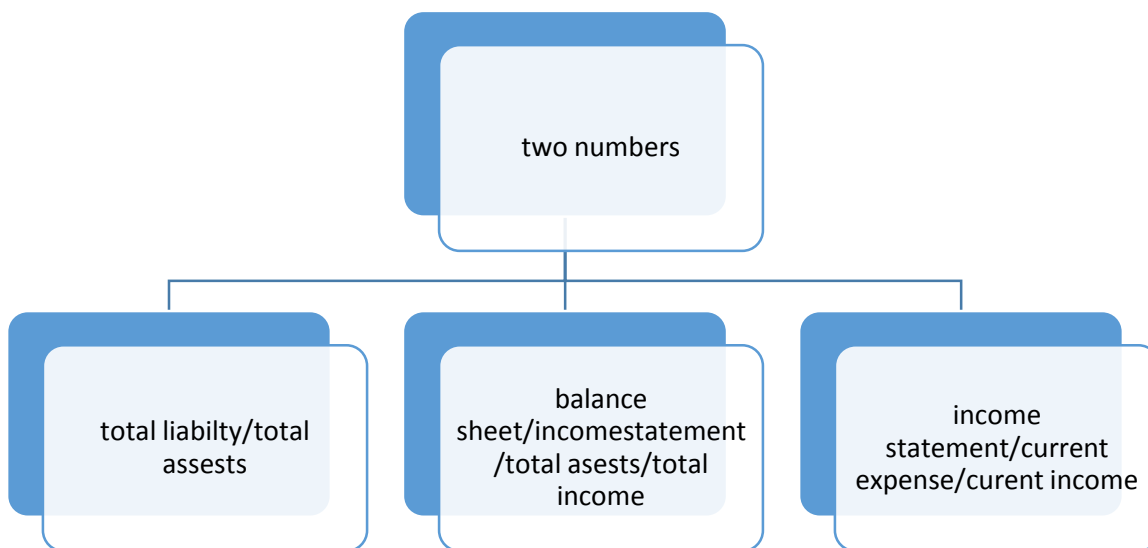 two numbers
total liabilty/total
assests
balance
sheet/incomestatement
/total asests/total
income
income
statement/current
expense/curent income